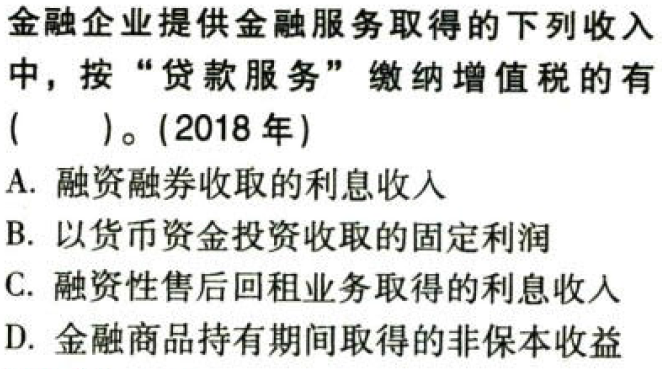 金融企业提供金融服务取得的下列收入
中，按“贷款服务”缴纳增值税的有
(　　)。(2018 年)
A. 融资融券收取的利息收入
B. 以货币资金投资收取的固定利润
C. 融资性售后回租业务取得的利息收入
D. 金融商品持有期间取得的非保本收益